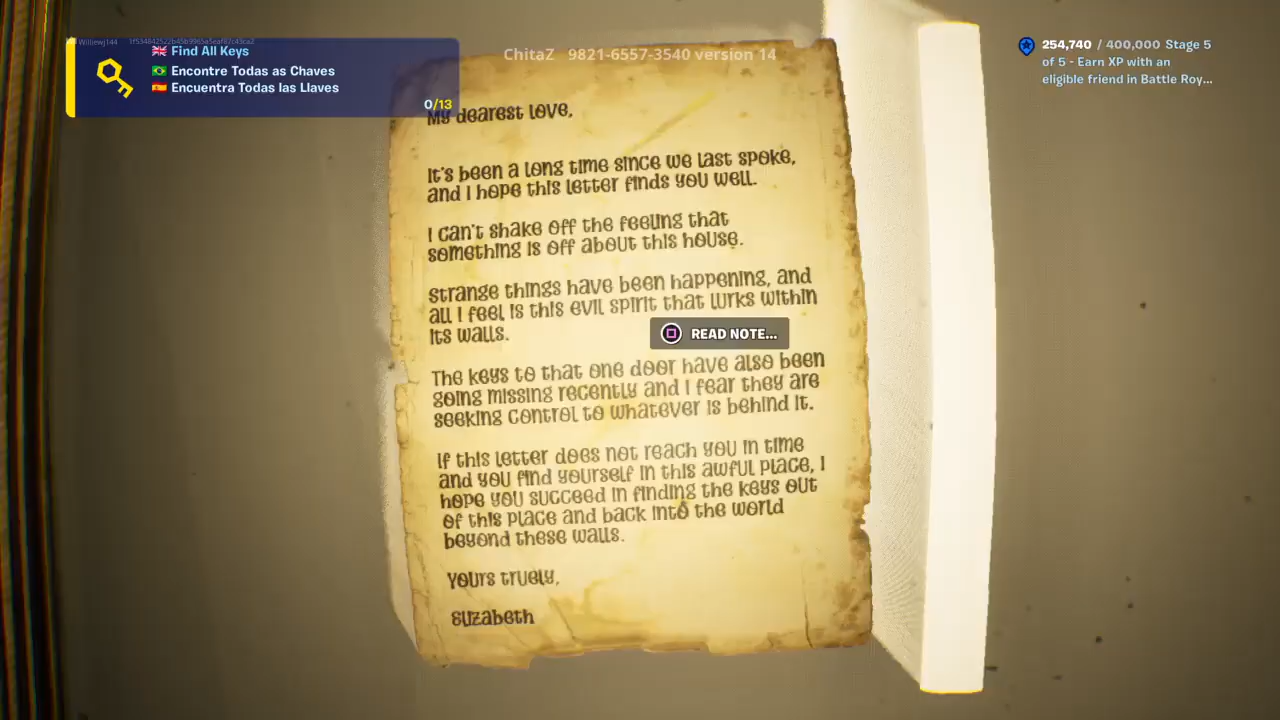 Williewj144
Find All Keys
Encontre Todas as Chaves
Encuentra Todas las Llaves
0/13
ChitaZ 9821-6557-3540 version 14
254,740 / 400,000 Stage 5
of 5 - Earn XP with an
eligible friend in Battle Roy...
My dearest love,
It's been a long time since we last spoke,
and I hope this letter finds you well.
I can't shake off the feeling that
something is off about this house.
Strange things have been happening, and
all I feel is this evil spirit that lurks within
its walls.
READ NOTE...
The keys to that one door have also been
going missing recently and I fear they are
seeking control to whatever is behind it.
If this letter does not reach you in time
and you find yourself in this awful place, I
hope you succeed in finding the keys out
of this place and back into the world
beyond these walls.
Yours truely,
Elizabeth